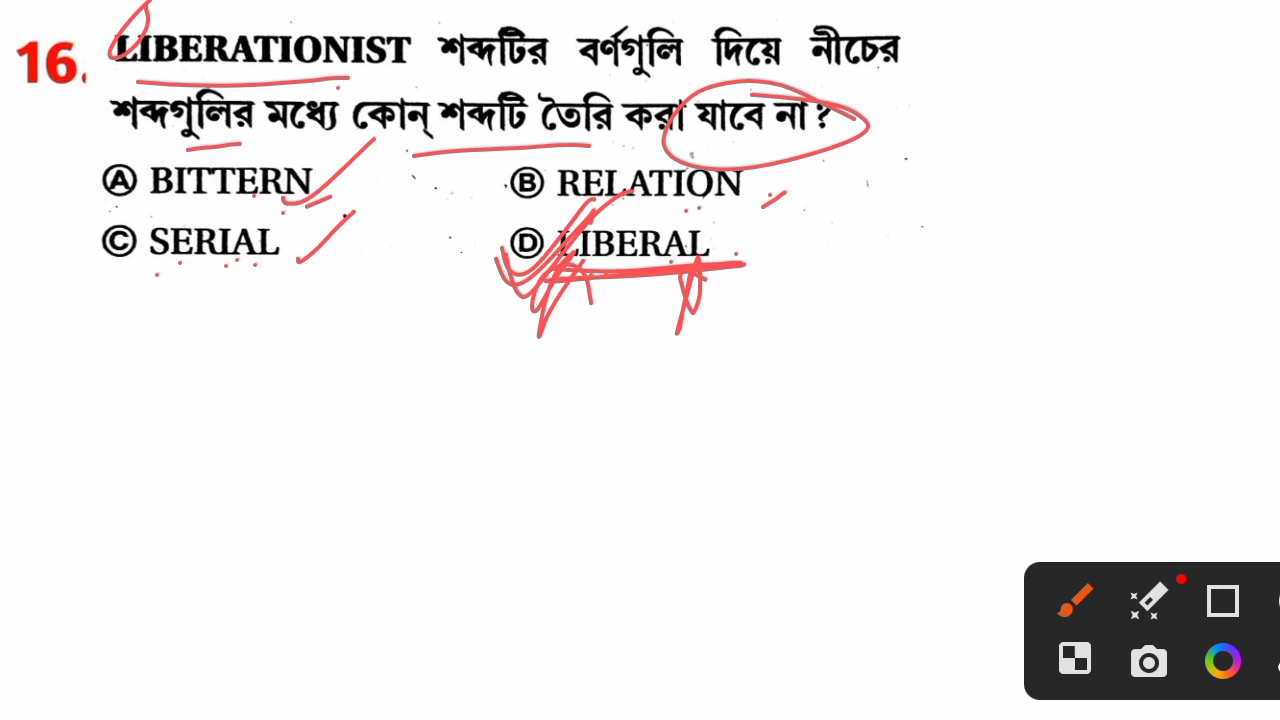 16. LIBERATIONIST শব্দটির বর্ণগুলি দিয়ে নীচের
শব্দগুলির মধ্যে কোন্ শব্দটি তৈরি করা যাবে না?
Ⓐ BITTERN Ⓑ RELATION
Ⓒ SERIAL Ⓓ LIBERAL